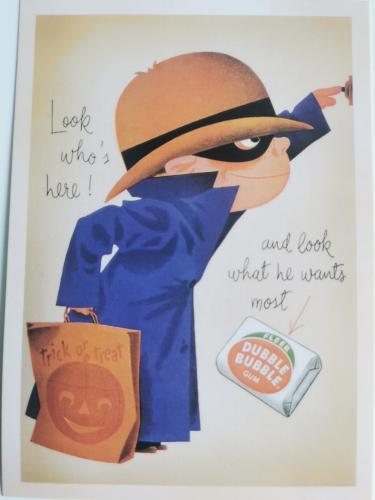 Look
who's
here!
and look
what he wants
most
trick or treat
FLEER
DUBBLE
BUBBLE
GUM